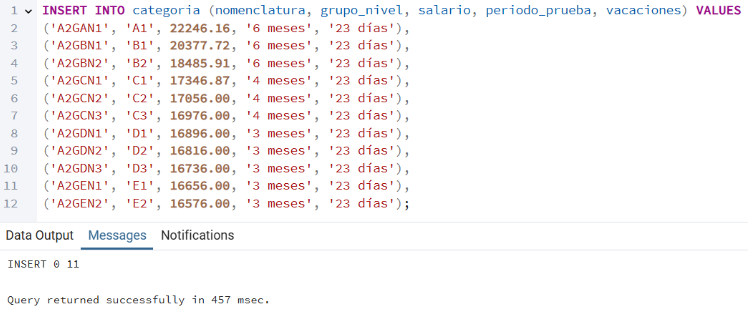 1 INSERT INTO categoria (nomenclatura, grupo_nivel, salario, periodo_prueba, vacaciones) VALUES
2 ('A2GAN1', 'A1', 22246.16, '6 meses', '23 días'),
3 ('A2GBN1', 'B1', 20377.72, '6 meses', '23 días'),
4 ('A2GBN2', 'B2', 18485.91, '6 meses', '23 días'),
5 ('A2GCN1', 'C1', 17346.87, '4 meses', '23 días'),
6 ('A2GCN2', 'C2', 17056.00, '4 meses', '23 días'),
7 ('A2GCN3', 'C3', 16976.00, '4 meses', '23 días'),
8 ('A2GDN1', 'D1', 16896.00, '3 meses', '23 días'),
9 ('A2GDN2', 'D2', 16816.00, '3 meses', '23 días'),
10 ('A2GDN3', 'D3', 16736.00, '3 meses', '23 días'),
11 ('A2GEN1', 'E1', 16656.00, '3 meses', '23 días'),
12 ('A2GEN2', 'E2', 16576.00, '3 meses', '23 días');
Data Output Messages Notifications
INSERT 0 11
Query returned successfully in 457 msec.